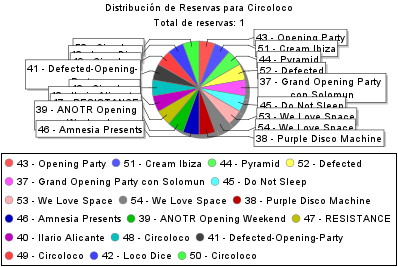 Distribución de Reservas para Circoloco
Total de reservas: 1
43 - Opening Party
51 - Cream Ibiza
44 - Pyramid
52 - Defected
37 - Grand Opening Party
con Solomun
45 - Do Not Sleep
53 - We Love Space
54 - We Love Space
38 - Purple Disco Machine
41 - Defected-Opening-
RESISTANCE
39 - ANOTR Opening
46 - Amnesia Presents
43 - Opening Party 51 - Cream Ibiza 44 - Pyramid 52 - Defected
37 - Grand Opening Party con Solomun 45 - Do Not Sleep
53 - We Love Space 54 - We Love Space 38 - Purple Disco Machine
46 - Amnesia Presents 39 - ANOTR Opening Weekend 47 - RESISTANCE
40 - Ilario Alicante 48 - Circoloco 41 - Defected-Opening-Party
49 - Circoloco 42 - Loco Dice 50 - Circoloco